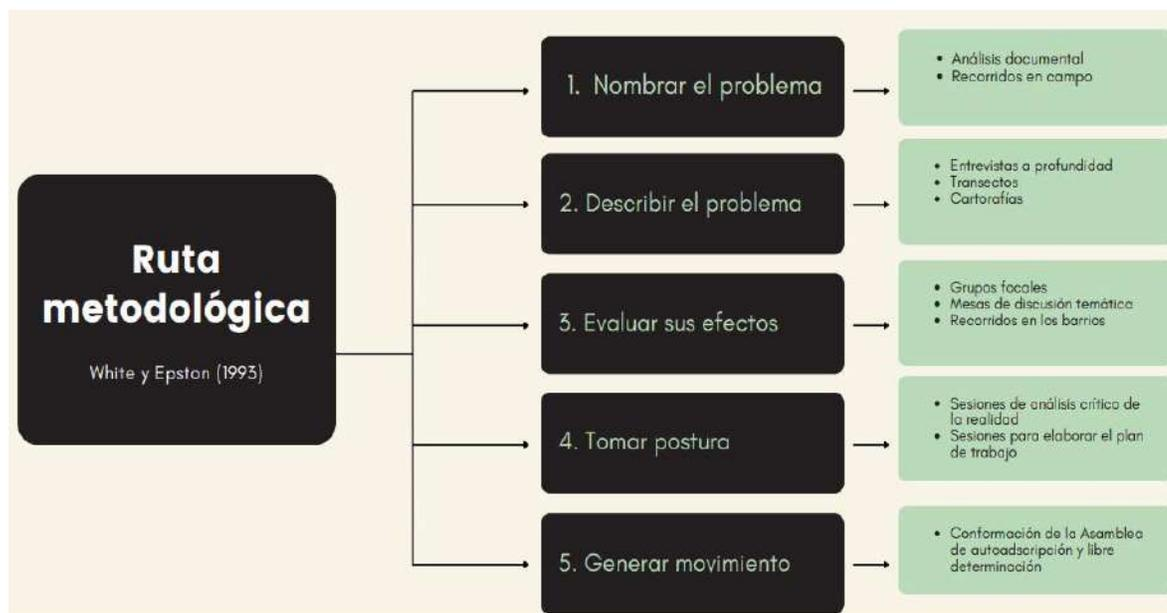 Ruta
metodológica
White y Epston (1993)
1. Nombrar el problema
• Análisis documental
• Recorridos en campo
2. Describir el problema
• Entrevistas a profundidad
• Transectos
• Cartorafías
3. Evaluar sus efectos
• Grupos focales
• Mesas de discusión temática
• Recorridos en los barrios
4. Tomar postura
• Sesiones de análisis crítico de
la realidad
• Sesiones para elaborar el plan
de trabajo
5. Generar movimiento
• Conformación de la Asamblea
de autoadscripción y libre
determinación